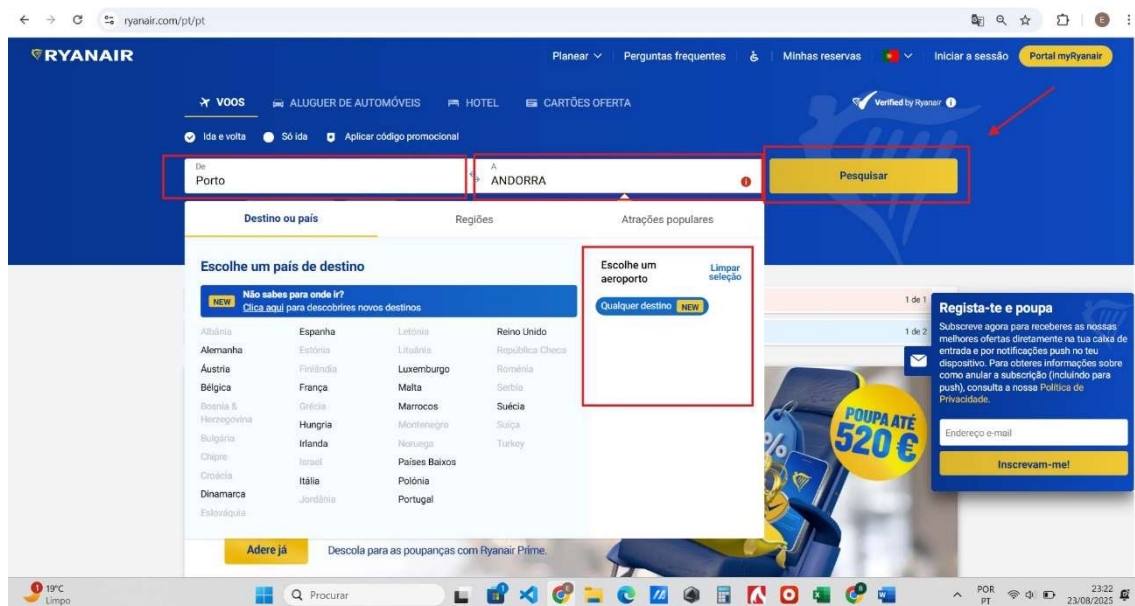 ryanair.com/pt/pt
RYANAIR
Planear
Perguntas frequentes
Minhas reservas
Iniciar a sessão
Portal myRyanair
VOOS
ALUGUER DE AUTOMÓVEIS
HOTEL
CARTÕES OFERTA
Verified by Ryanair
Ida e volta
Só ida
Aplicar código promocional
De
Porto
A
ANDORRA
Pesquisar
Destino ou país
Regiões
Atrações populares
Escolhe um país de destino
NEW
Não sabes para onde ir?
Clica aqui para descobrires novos destinos
Albânia
Alemanha
Áustria
Bélgica
Bosnia &
Herzegovina
Bulgária
Chipre
Croácia
Dinamarca
Eslováquia
Espanha
Estónia
Finlândia
França
Grécia
Hungria
Irlanda
Israel
Itália
Jordânia
Letónia
Lituânia
Luxemburgo
Malta
Marrocos
Montenegro
Noruega
Países Baixos
Polónia
Portugal
Reino Unido
República Checa
Roménia
Serbia
Suécia
Suíça
Turkey
Escolhe um
aeroporto
Limpar
seleção
Qualquer destino NEW
1 de 1
1 de 2
Regista-te e poupa
Subscreve agora para receberes as nossas
melhores ofertas diretamente na tua caixa de
entrada e por notificações push no teu
dispositivo. Para obteres informações sobre
como anular a subscrição (incluindo para
push), consulta a nossa Política de
Privacidade.
Endereço e-mail
Inscrevam-me!
POUPA ATÉ
520 €
Adere já
Descola para as poupanças com Ryanair Prime.
19°C
Limpo
Procurar
POR
PT
23:22
23/08/2025